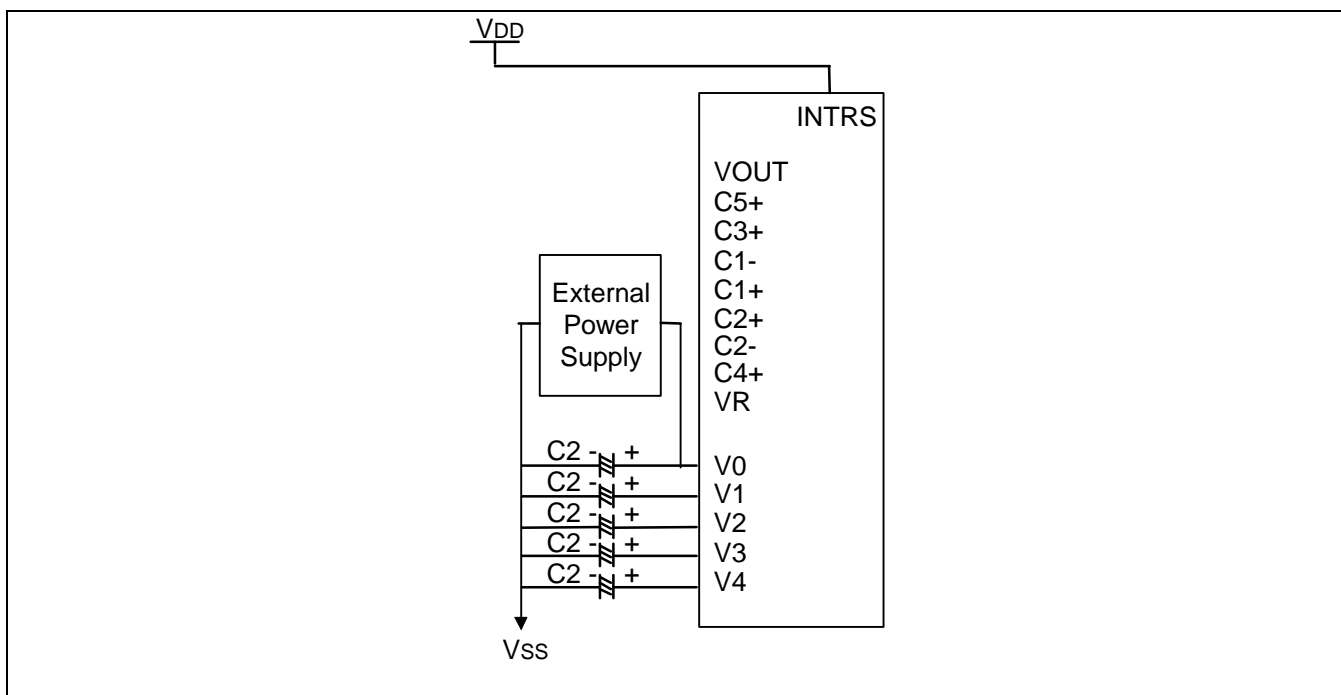 VDD
INTRS
VOUT
C5+
C3+
C1-
C1+
C2+
C2-
C4+
VR
External
Power
Supply
C2 - + V0
C2 - + V1
C2 - + V2
C2 - + V3
C2 - + V4
VSS